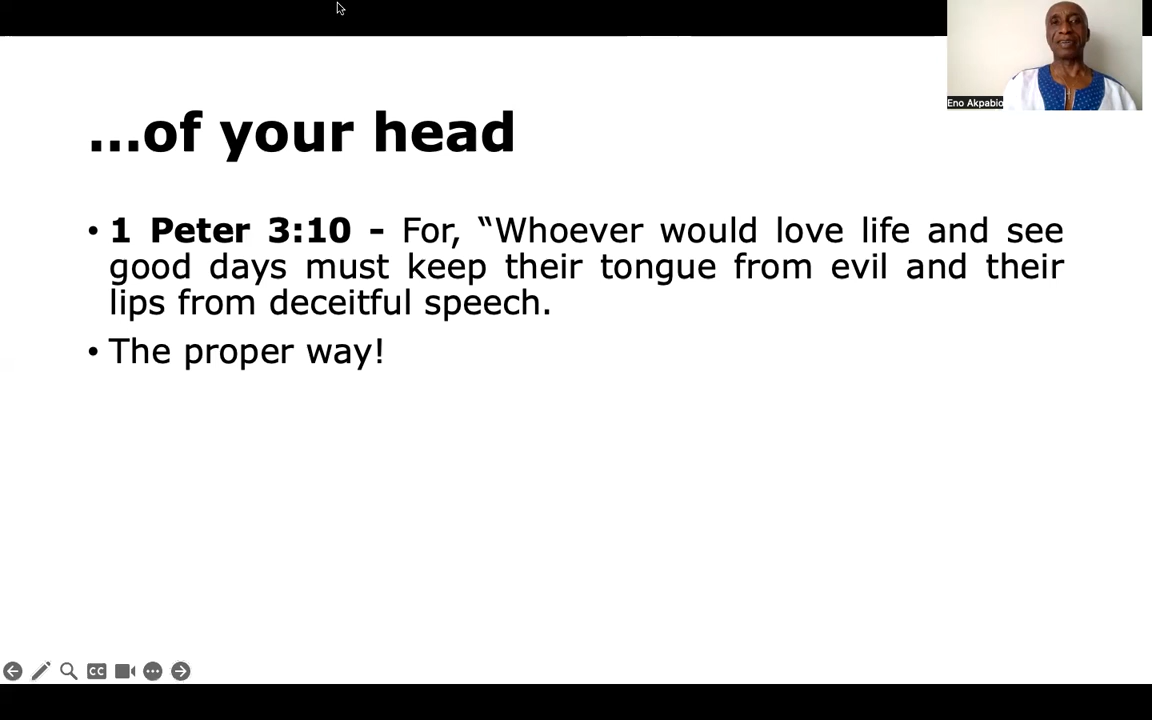 Eno Akpabio
...of your head
• 1 Peter 3:10 - For, “Whoever would love life and see
good days must keep their tongue from evil and their
lips from deceitful speech.
• The proper way!
CC